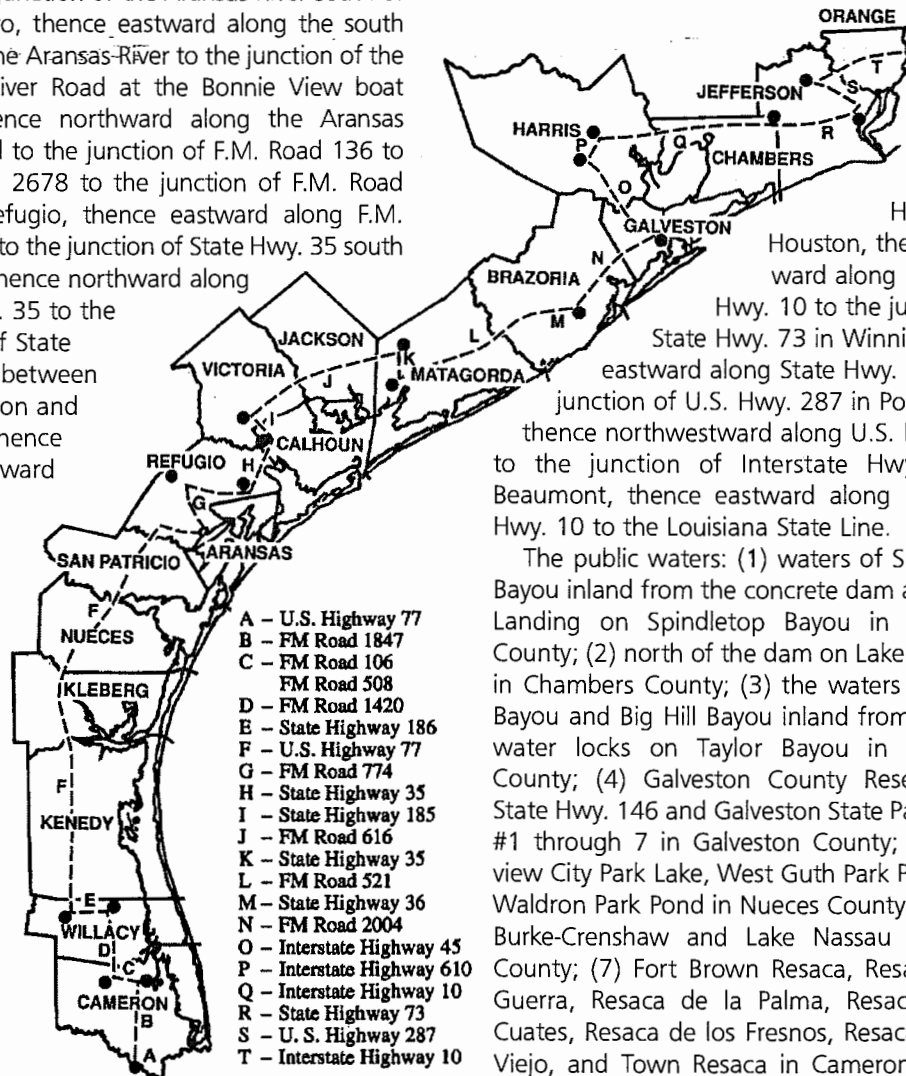 ro, thence eastward along the south
he Aransas River to the junction of the
iver Road at the Bonnie View boat
ence northward along the Aransas
d to the junction of F.M. Road 136 to
2678 to the junction of F.M. Road
efugio, thence eastward along F.M.
to the junction of State Hwy. 35 south
hence northward along
. 35 to the
f State
between
on and
hence
ward
ORANGE
T
JEFFERSON
S
HARRIS
P
Q
R
CHAMBERS
O
GALVESTON
N
BRAZORIA
M
L
JACKSON
K
VICTORIA
J
MATAGORDA
I
CALHOUN
REFUGIO
H
G
ARANSAS
SAN PATRICIO
F
NUECES
KLEBERG
F
KENEDY
E
WILLACY
D
C
CAMERON
B
A
A – U.S. Highway 77
B – FM Road 1847
C – FM Road 106
FM Road 508
D – FM Road 1420
E – State Highway 186
F – U.S. Highway 77
G – FM Road 774
H – State Highway 35
I – State Highway 185
J – FM Road 616
K – State Highway 35
L – FM Road 521
M – State Highway 36
N – FM Road 2004
O – Interstate Highway 45
P – Interstate Highway 610
Q – Interstate Highway 10
R – State Highway 73
S – U. S. Highway 287
T – Interstate Highway 10
H
Houston, the
ward along
Hwy. 10 to the ju
State Hwy. 73 in Winni
eastward along State Hwy.
junction of U.S. Hwy. 287 in Po
thence northwestward along U.S.
to the junction of Interstate Hw
Beaumont, thence eastward along
Hwy. 10 to the Louisiana State Line.
The public waters: (1) waters of S
Bayou inland from the concrete dam a
Landing on Spindletop Bayou in
County; (2) north of the dam on Lake
in Chambers County; (3) the waters
Bayou and Big Hill Bayou inland from
water locks on Taylor Bayou in
County; (4) Galveston County Rese
State Hwy. 146 and Galveston State Pa
#1 through 7 in Galveston County;
view City Park Lake, West Guth Park P
Waldron Park Pond in Nueces County
Burke-Crenshaw and Lake Nassau
County; (7) Fort Brown Resaca, Resa
Guerra, Resaca de la Palma, Resac
Cuates, Resaca de los Fresnos, Resac
Viejo, and Town Resaca in Cameron